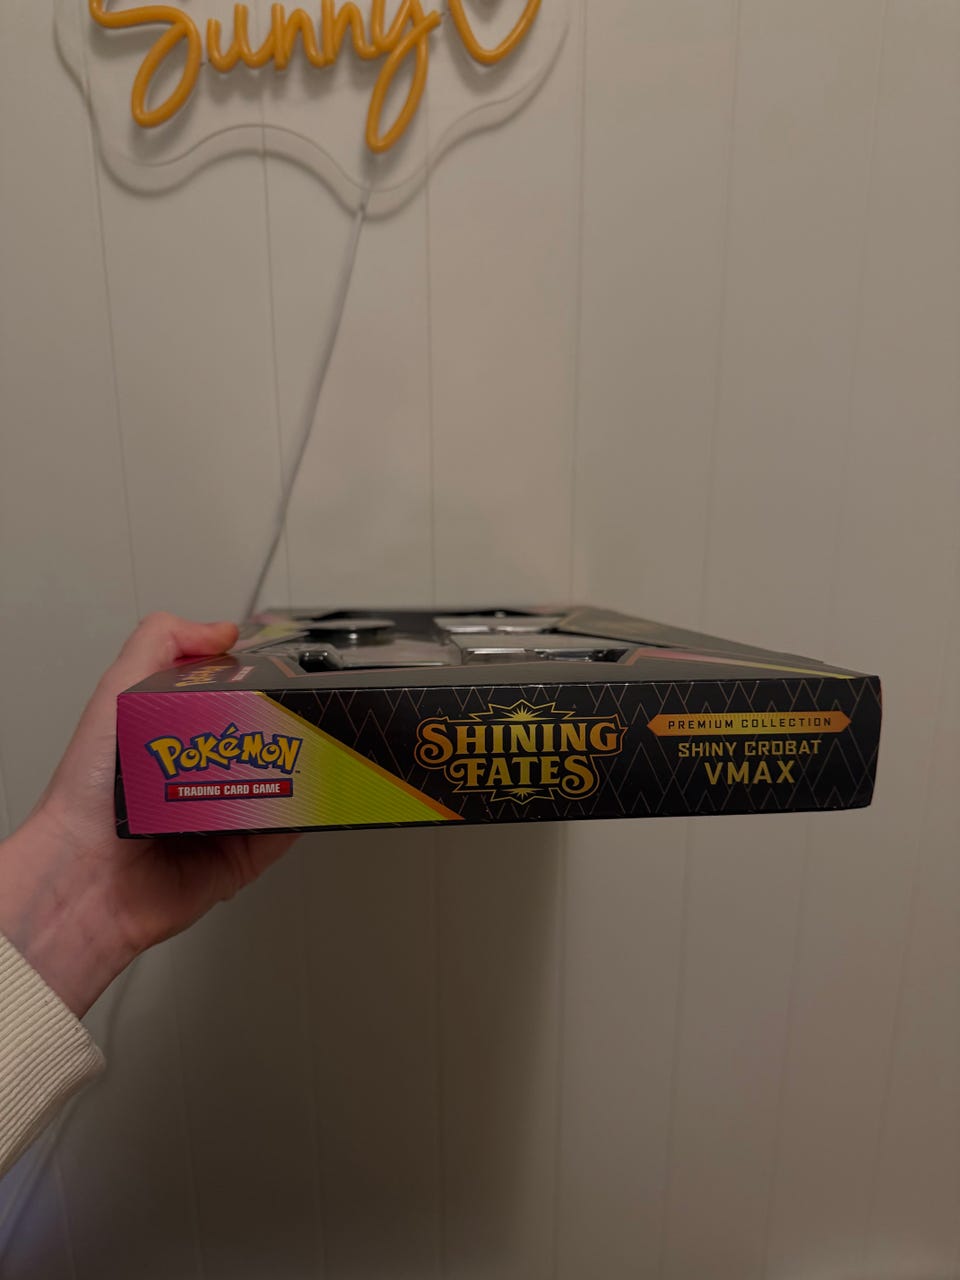 Sunny
POKéMON
TRADING CARD GAME
SHINING
FATES
PREMIUM COLLECTION
SHINY CROBAT
VMAX